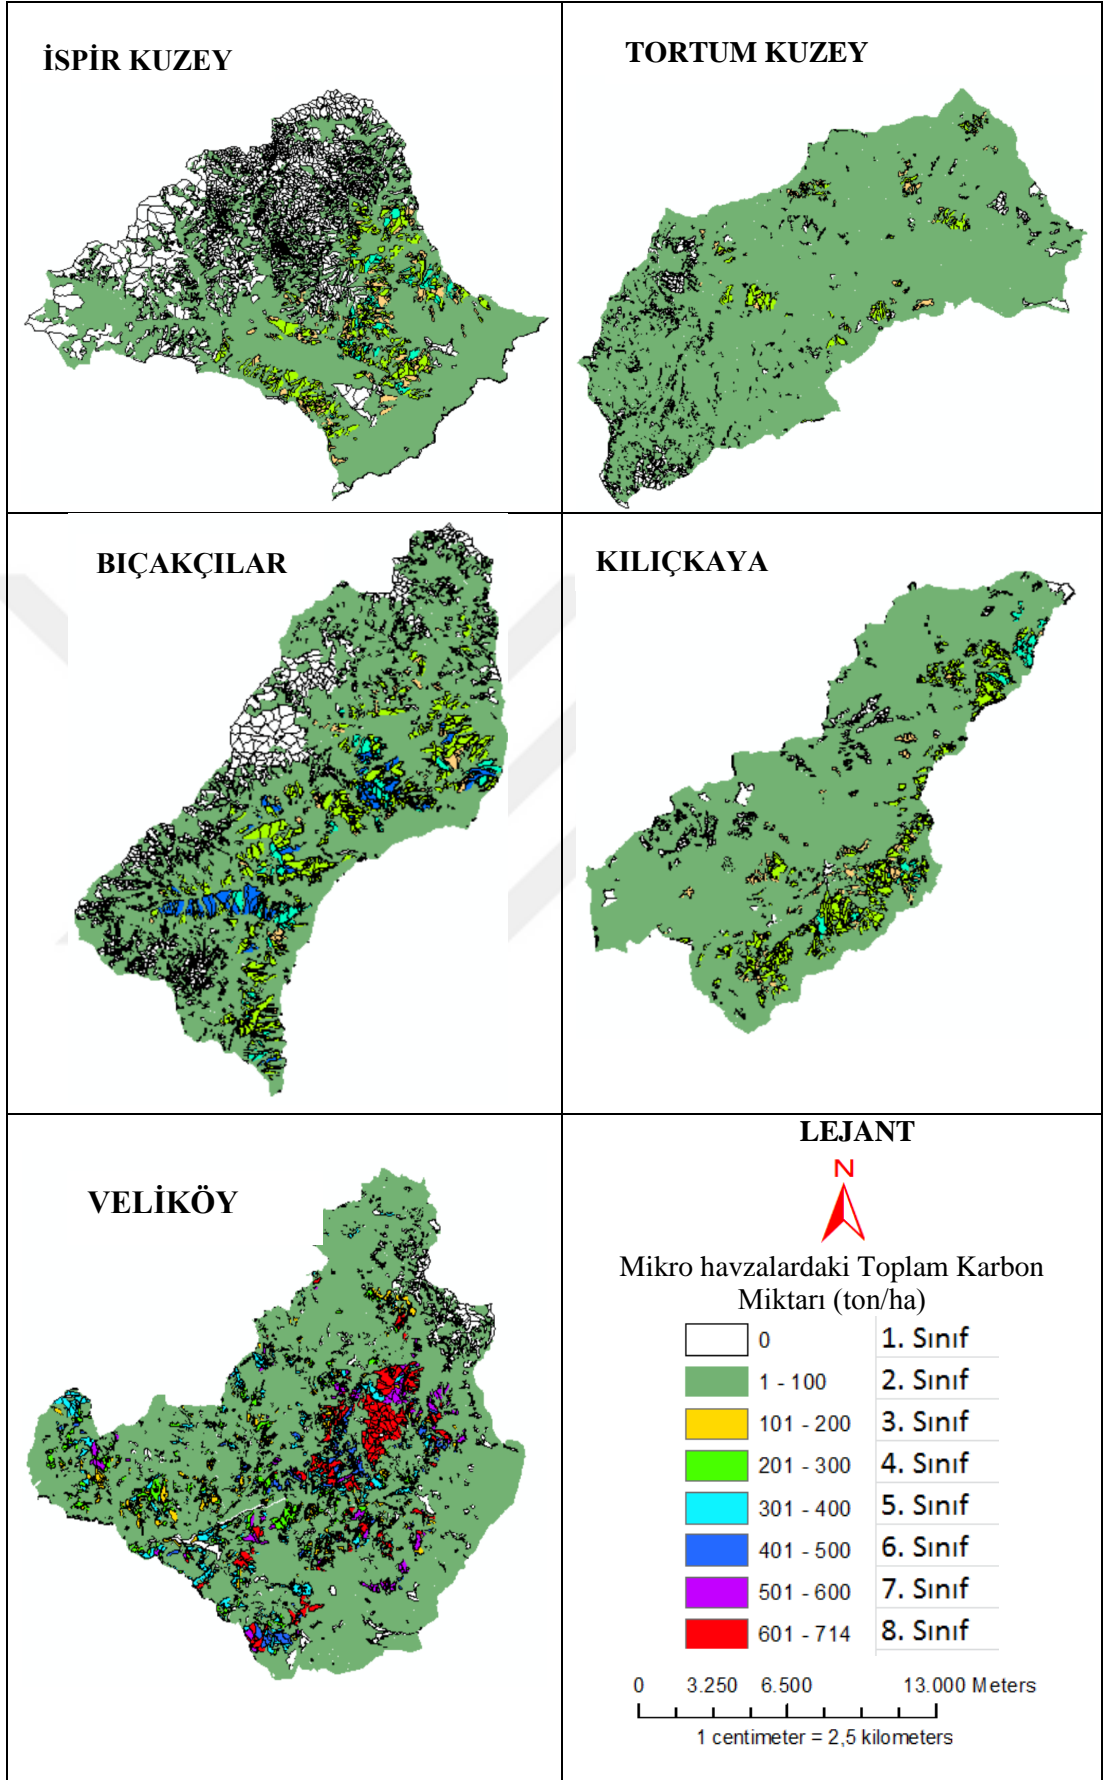 İSPİR KUZEY
TORTUM KUZEY
BIÇAKÇILAR
KILIÇKAYA
VELİKÖY
LEJANT
N
Mikro havzalardaki Toplam Karbon
Miktarı (ton/ha)
0 1. Sınıf
1 - 100 2. Sınıf
101 - 200 3. Sınıf
201 - 300 4. Sınıf
301 - 400 5. Sınıf
401 - 500 6. Sınıf
501 - 600 7. Sınıf
601 - 714 8. Sınıf
0 3.250 6.500 13.000 Meters
1 centimeter = 2,5 kilometers